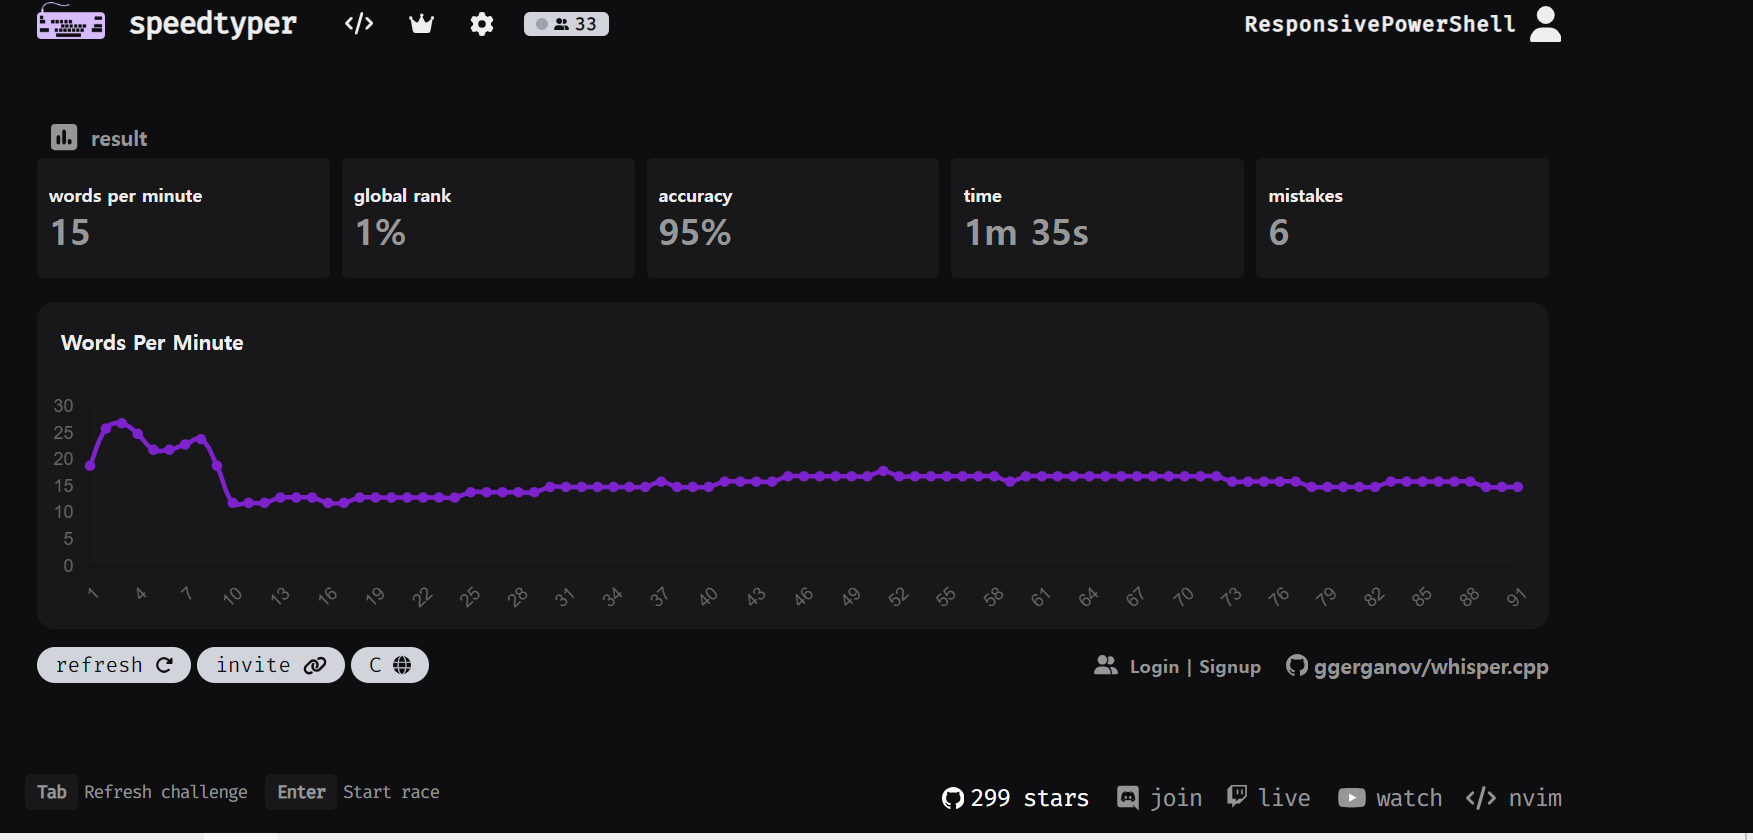 speedtyper 33 ResponsivePowerShell
result
words per minute global rank accuracy time mistakes
15 1% 95% 1m 35s 6
Words Per Minute
30
25
20
15
10
5
0
1 4 7 10 13 16 19 22 25 28 31 34 37 40 43 46 49 52 55 58 61 64 67 70 73 76 79 82 85 88 91
refresh invite C Login | Signup ggerganov/whisper.cpp
Tab Refresh challenge Enter Start race 299 stars join live watch nvim